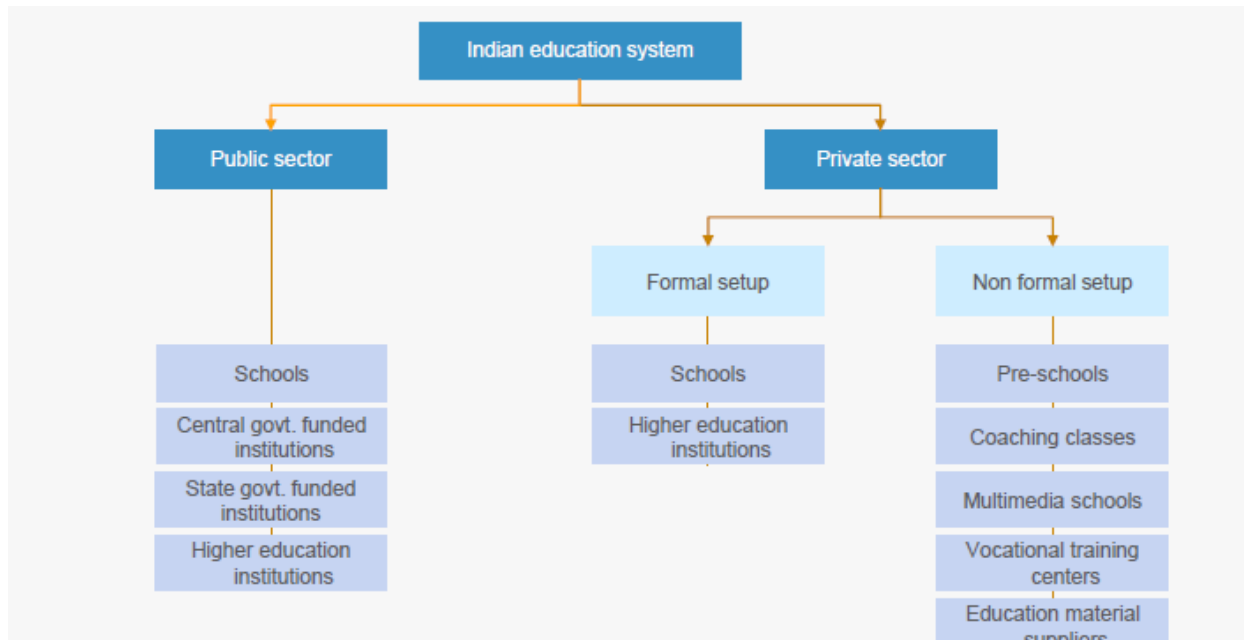 Indian education system
Public sector
Private sector
Formal setup
Non formal setup
Schools
Central govt. funded
institutions
State govt. funded
institutions
Higher education
institutions
Schools
Higher education
institutions
Pre-schools
Coaching classes
Multimedia schools
Vocational training
centers
Education material
suppliers